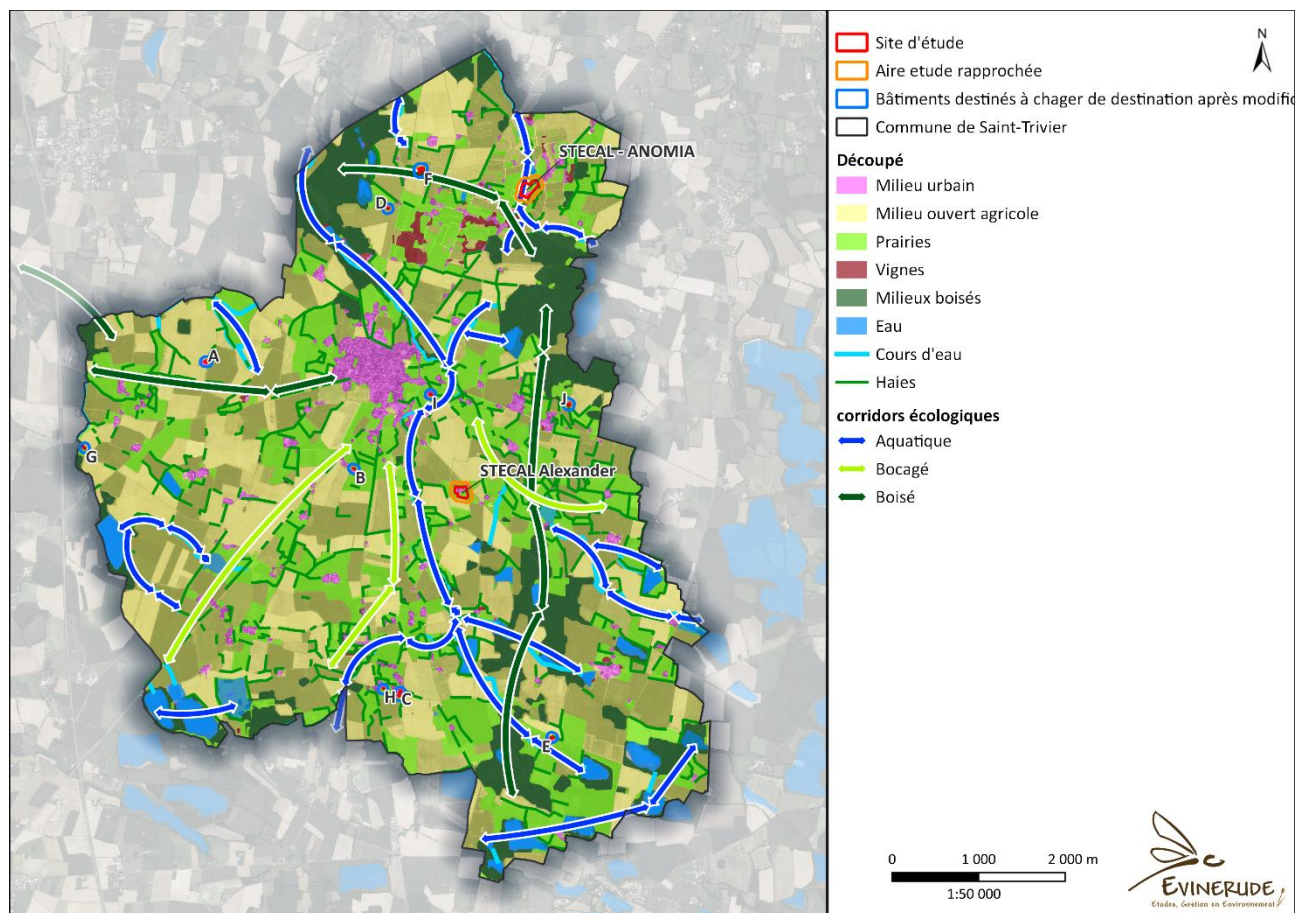 STECAL - ANOMIA
F
D
A
I
J
G
B
STECAL Alexander
H
C
E
N
Site d'étude
Aire etude rapprochée
Bâtiments destinés à chager de destination après modific
Commune de Saint-Trivier
Découpé
Milieu urbain
Milieu ouvert agricole
Prairies
Vignes
Milieux boisés
Eau
Cours d'eau
Haies
corridors écologiques
Aquatique
Bocagé
Boisé
0 1 000 2 000 m
1:50 000
EVINERUDE
Etudes, Gestion en Environnement